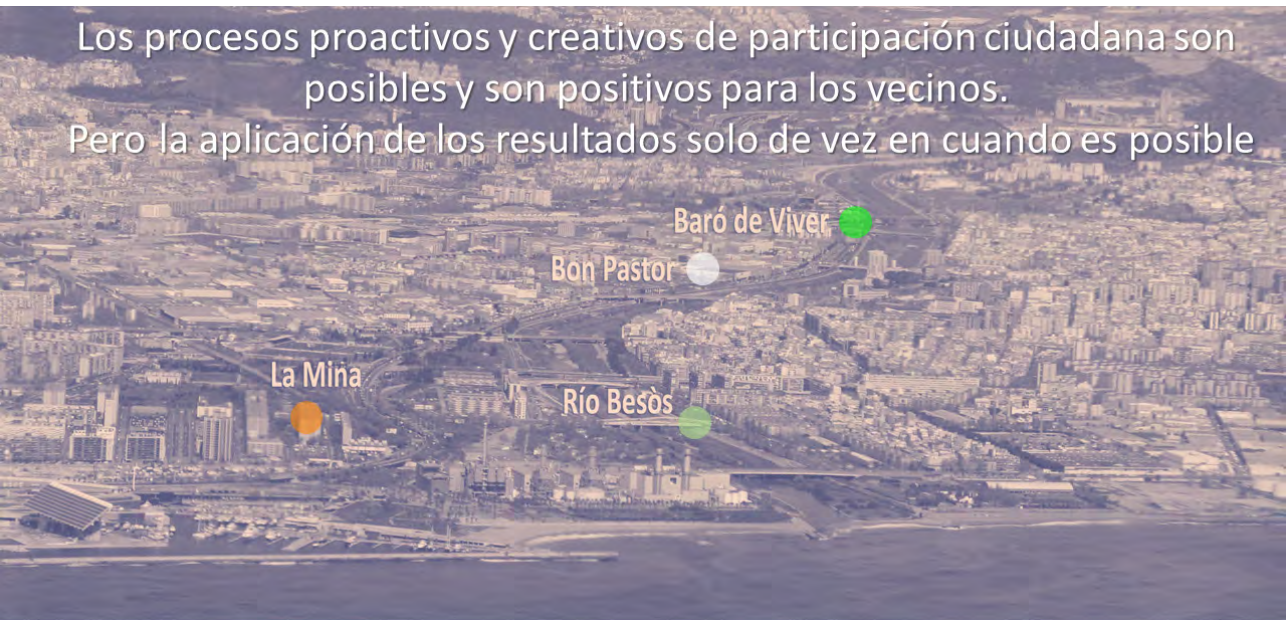 Los procesos proactivos y creativos de participación ciudadana son
posibles y son positivos para los vecinos.
Pero la aplicación de los resultados solo de vez en cuando es posible
Baró de Viver
Bon Pastor
La Mina
Río Besòs